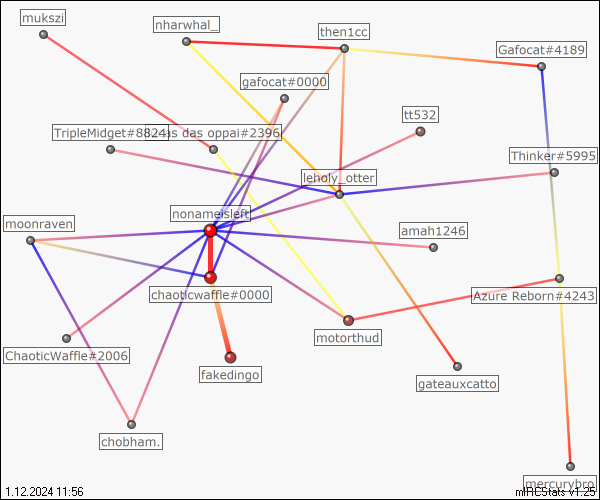 mukszi
nharwhal_
then1cc
Gafocat#4189
gafocat#0000
tt532
TripleMidget#8824
das oppai#2396
Thinker#5995
leholy_otter
nonameisleft
moonraven
amah1246
chaoticwaffle#0000
Azure Reborn#4243
motorthud
ChaoticWaffle#2006
fakedingo
gateauxcatto
chobham.
mercurybro
1.12.2024 11:56
mIRCStats v1.25